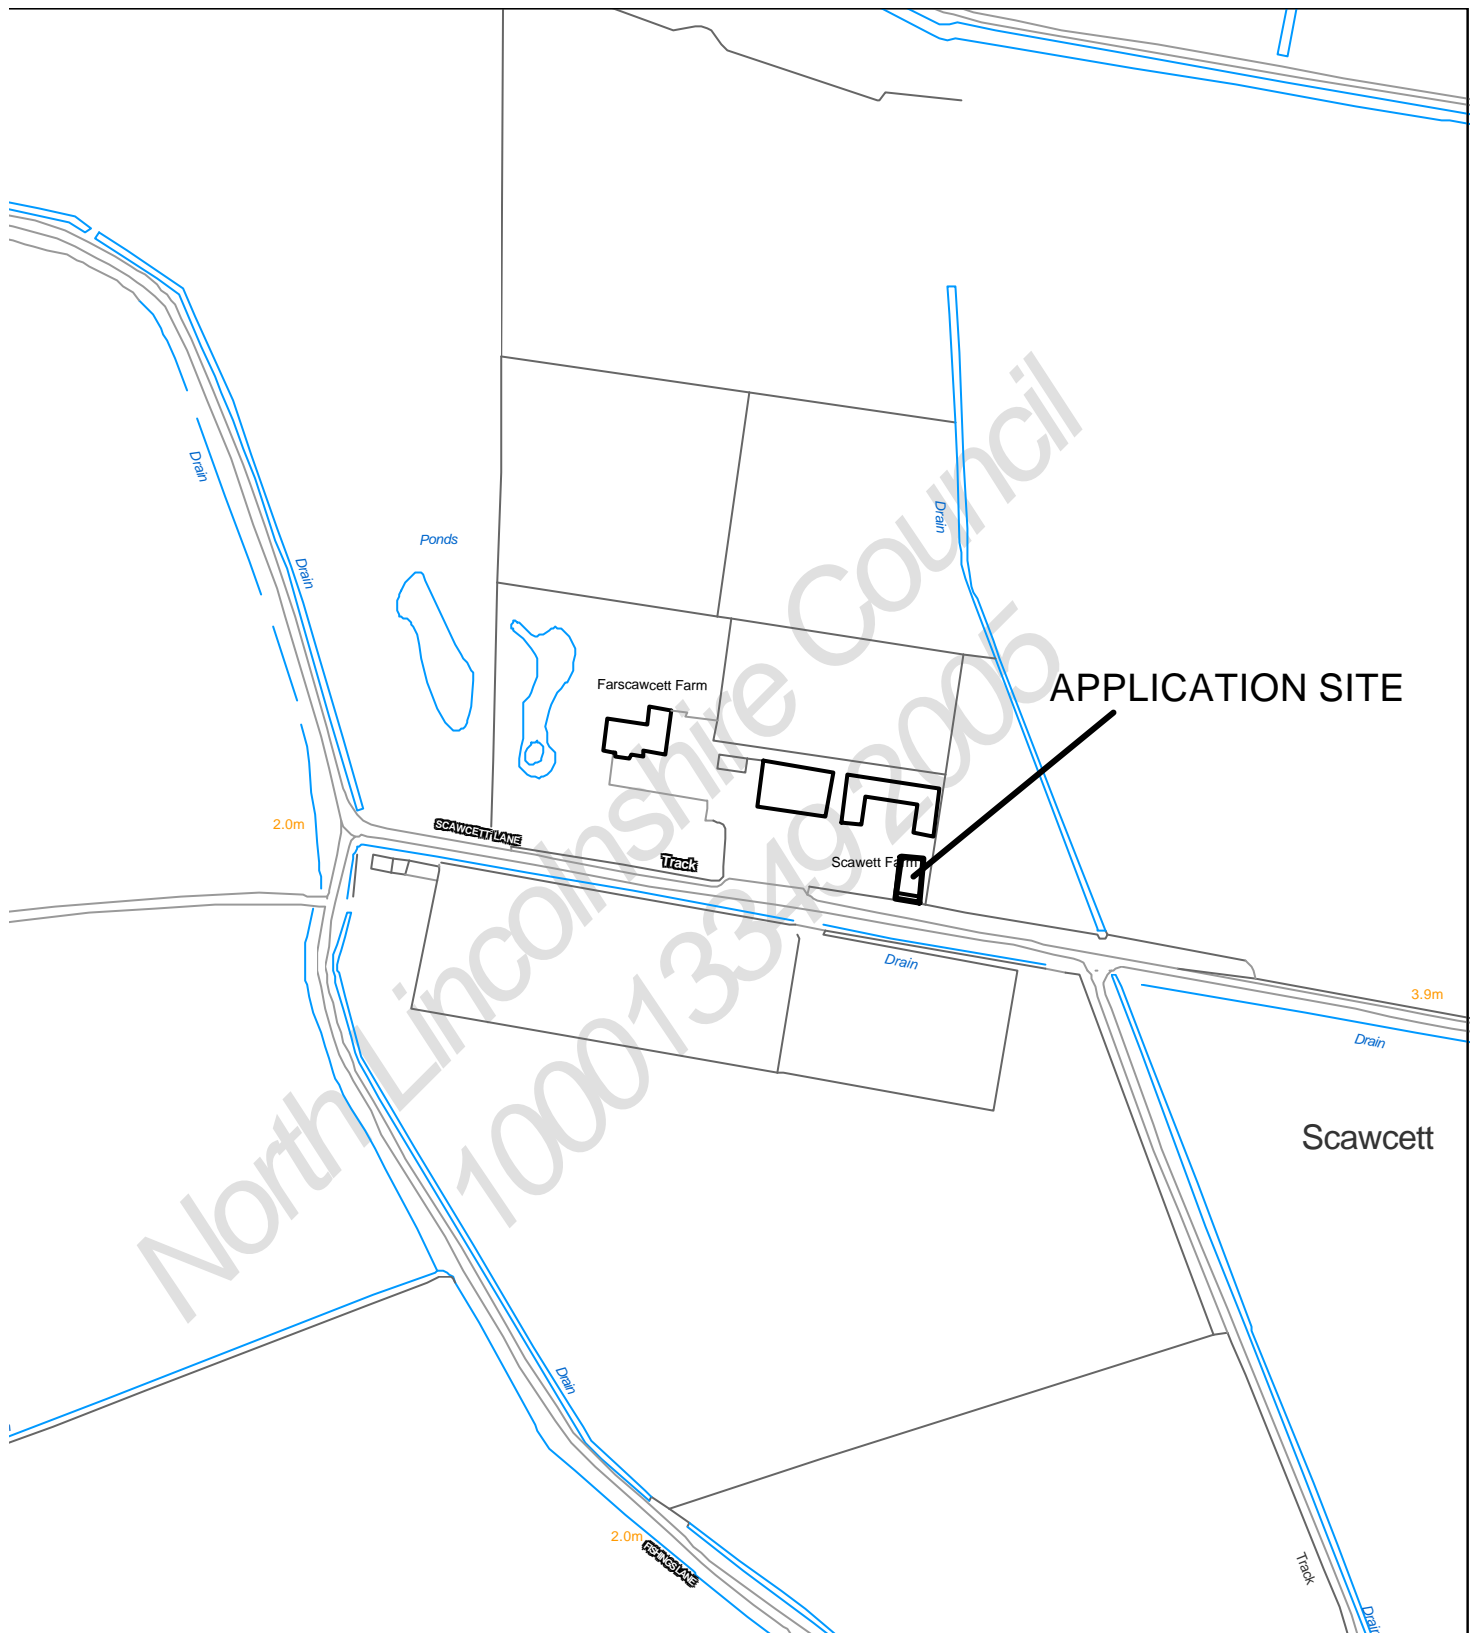 Drain
Drain
Drain
Ponds
Farscawcett Farm
APPLICATION SITE
2.0m
SCAWCETT LANE
Track
Scawett Farm
Drain
3.9m
Drain
Scawcett
North Lincolnshire Council
100013349 2005
Drain
2.0m
FISHINGS LANE
Track
Drain